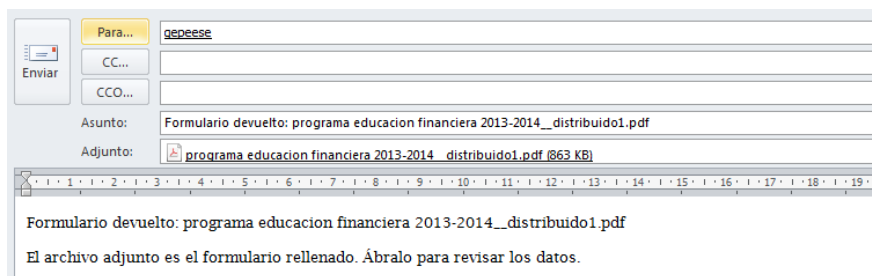 Para...
gepeese
Enviar
CC...
CCO...
Asunto:
Formulario devuelto: programa educacion financiera 2013-2014__distribuido1.pdf
Adjunto:
programa educacion financiera 2013-2014__distribuido1.pdf (863 KB)
1 2 3 4 5 6 7 8 9 10 11 12 13 14 15 16 17 18 19
Formulario devuelto: programa educacion financiera 2013-2014__distribuido1.pdf
El archivo adjunto es el formulario rellenado. Ábralo para revisar los datos.